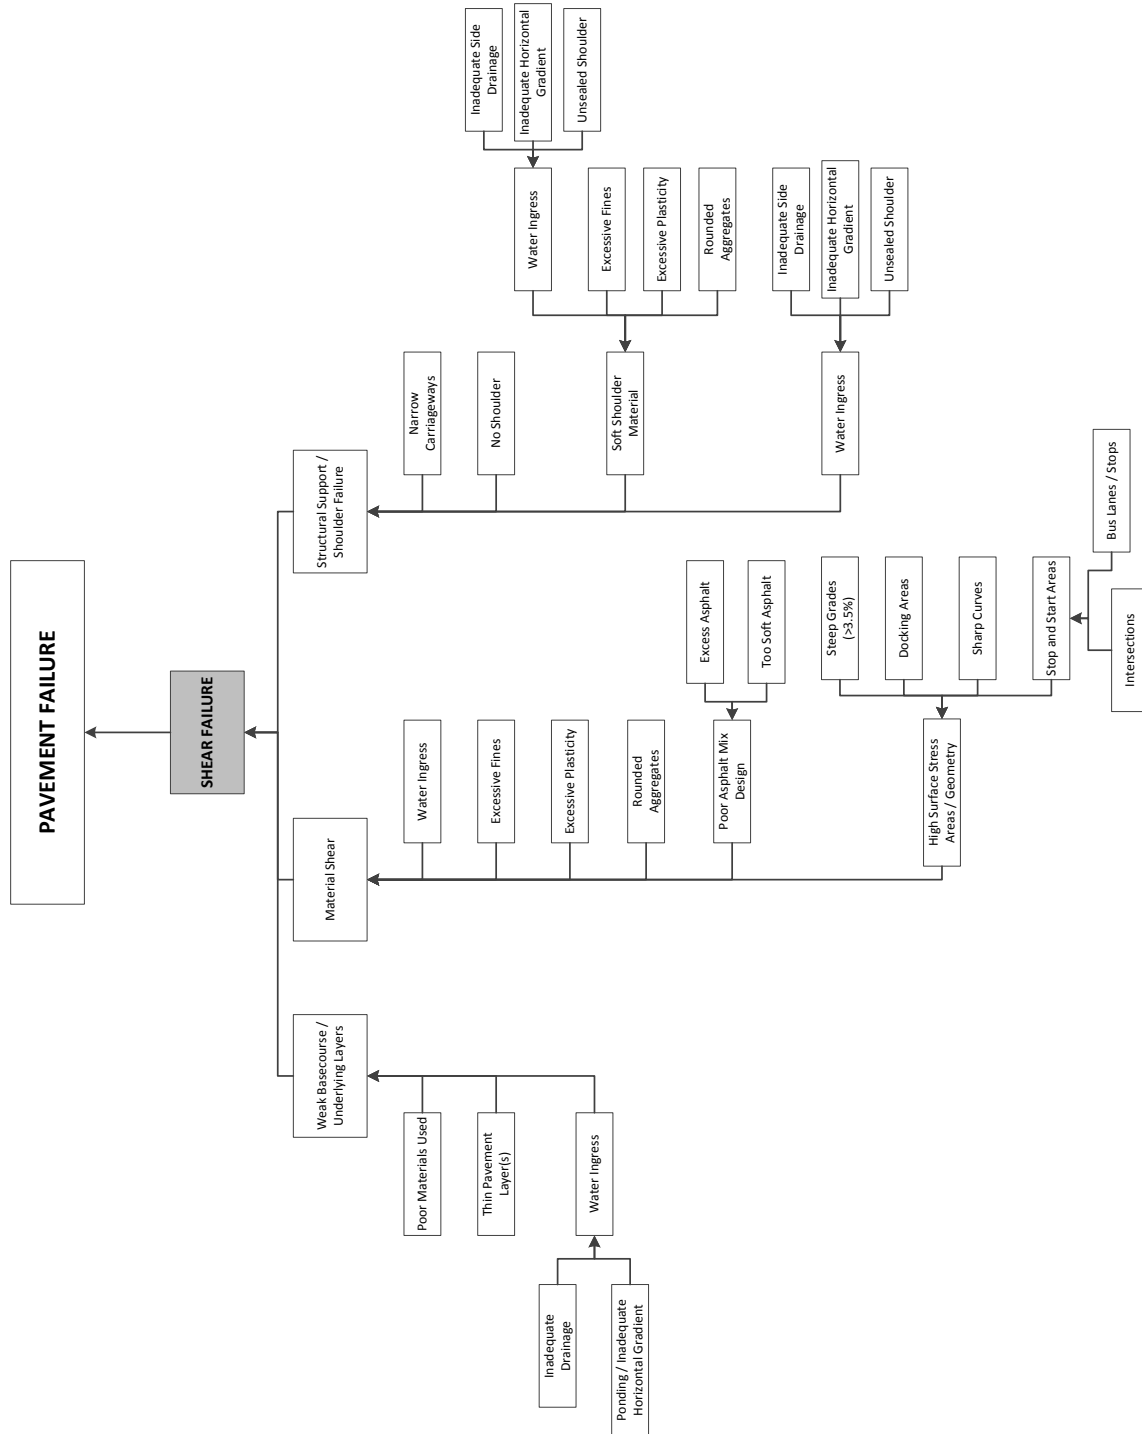 PAVEMENT FAILURE
SHEAR FAILURE
Weak Basecourse /
Underlying Layers
Poor Materials Used
Thin Pavement
Layer(s)
Water Ingress
Inadequate
Drainage
Ponding / Inadequate
Horizontal Gradient
Material Shear
Water Ingress
Excessive Fines
Excessive Plasticity
Rounded
Aggregates
Poor Asphalt Mix
Design
Excess Asphalt
Too Soft Asphalt
High Surface Stress
Areas / Geometry
Steep Grades
(>3.5%)
Docking Areas
Sharp Curves
Stop and Start Areas
Intersections
Bus Lanes / Stops
Structural Support /
Shoulder Failure
Narrow
Carriageways
No Shoulder
Soft Shoulder
Material
Water Ingress
Inadequate Side
Drainage
Inadequate Horizontal
Gradient
Unsealed Shoulder
Excessive Fines
Excessive Plasticity
Rounded
Aggregates
Water Ingress
Inadequate Side
Drainage
Inadequate Horizontal
Gradient
Unsealed Shoulder